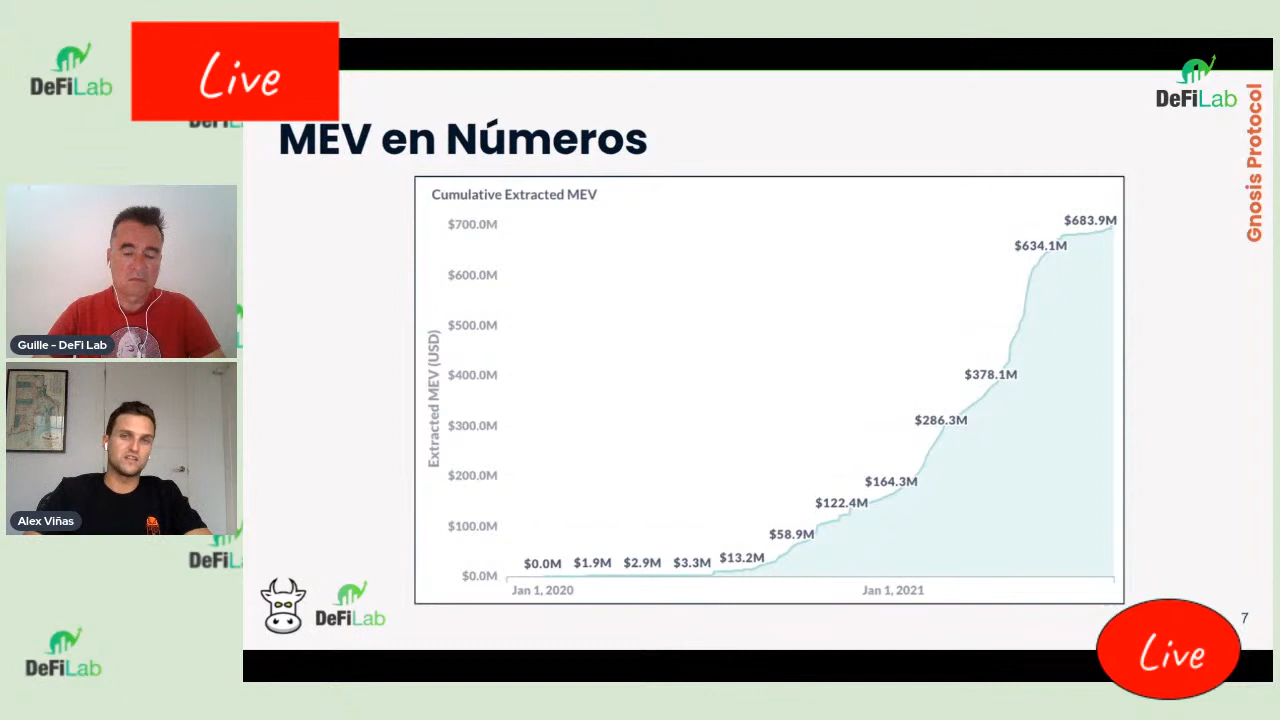 DeFiLab
Live
DeFiLab
MEV en Números
DeFiLab
Gnosis Protocol
Cumulative Extracted MEV
Extracted MEV (USD)
$700.0M
$600.0M
$500.0M
$400.0M
$300.0M
$200.0M
$100.0M
$0.0M
$0.0M
$1.9M
$2.9M
$3.3M
$13.2M
$58.9M
$122.4M
$164.3M
$286.3M
$378.1M
$634.1M
$683.9M
Jan 1, 2020
Jan 1, 2021
Guille - DeFi Lab
Alex Viñas
DeFiL
DeFiLab
7
Live
DeFiLab